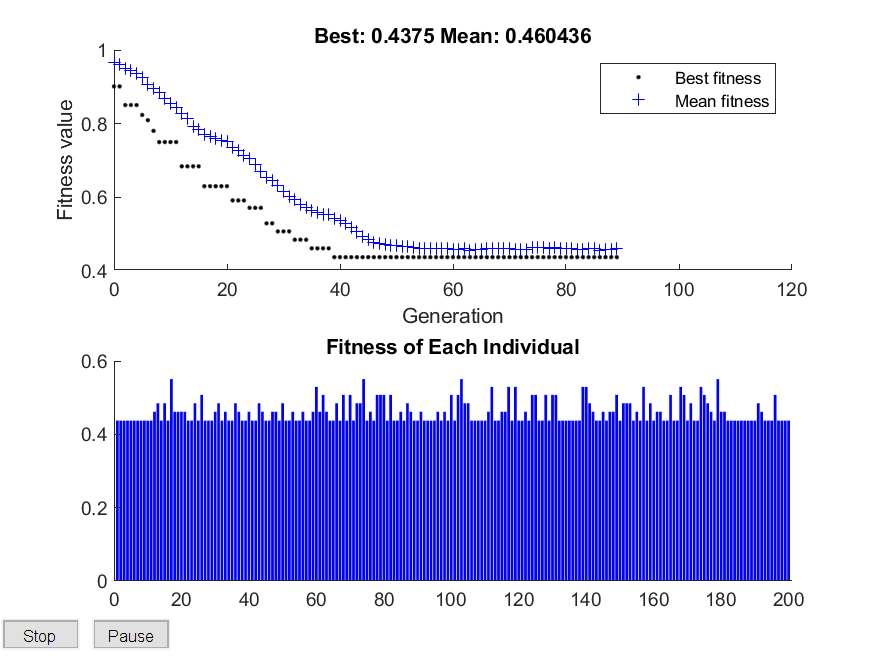 Best: 0.4375 Mean: 0.460436
1
0.8
0.6
0.4
Fitness value
Best fitness
Mean fitness
0 20 40 60 80 100 120
Generation
Fitness of Each Individual
0.6
0.4
0.2
0
0 20 40 60 80 100 120 140 160 180 200
Stop Pause